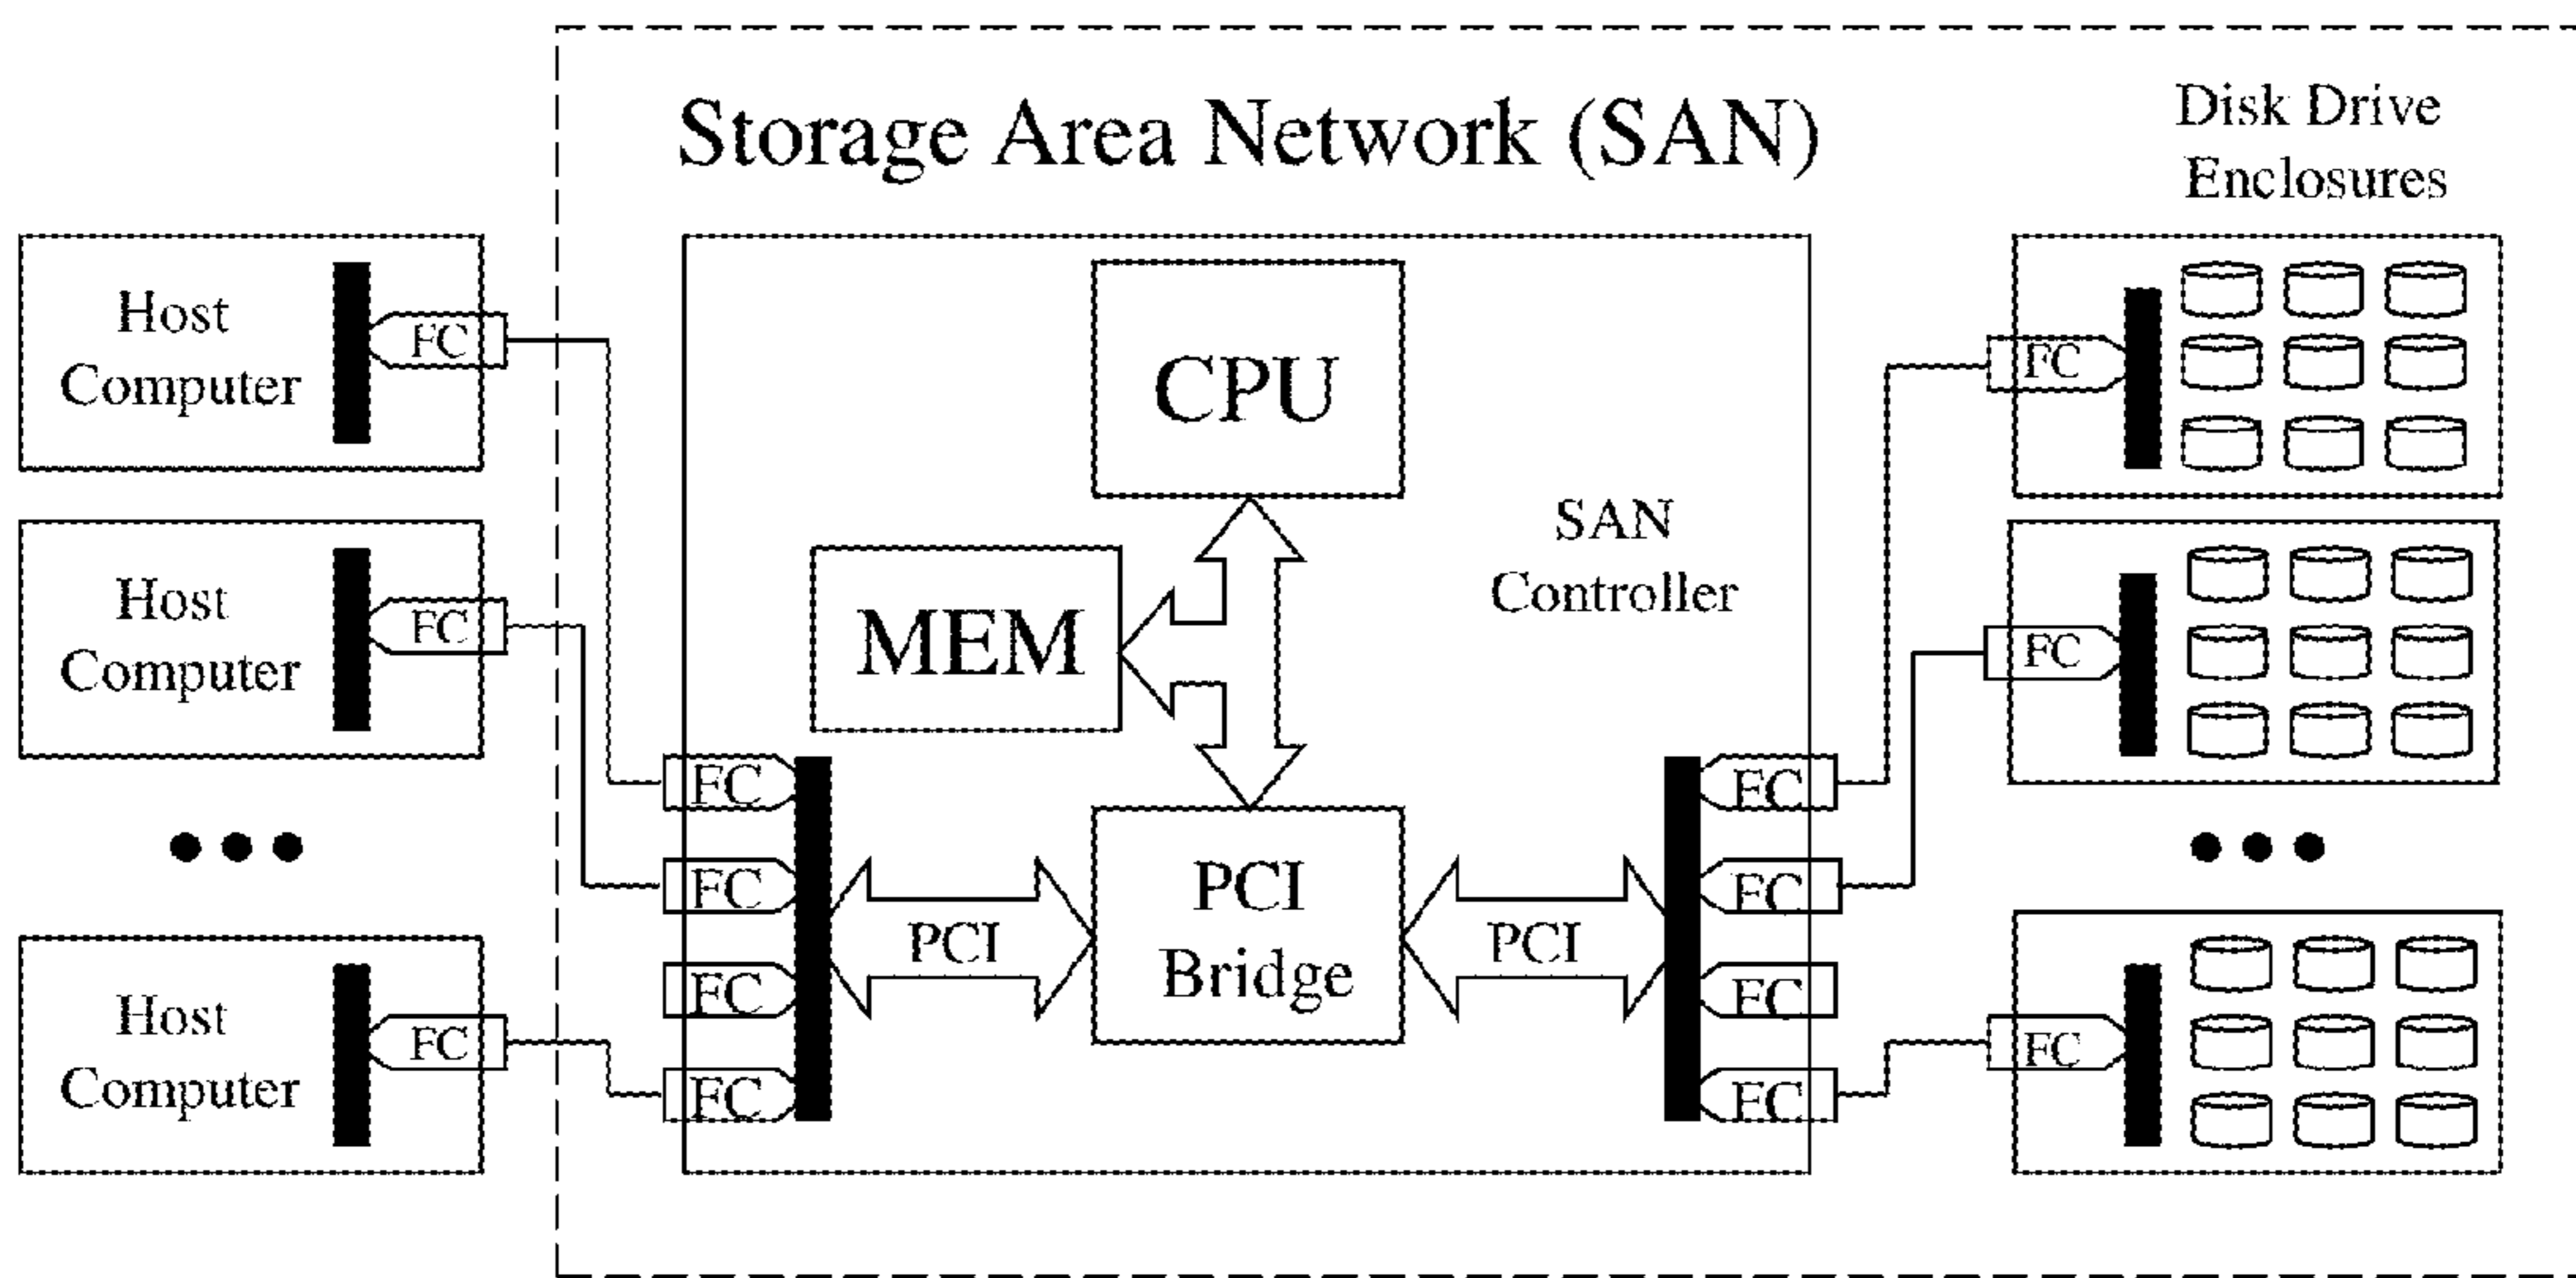 Storage Area Network (SAN)
Disk Drive
Enclosures
Host
Computer
FC
CPU
FC
SAN
Controller
Host
Computer
FC
MEM
FC
FC
FC
FC
FC
FC
FC
FC
FC
PCI
PCI
Bridge
PCI
Host
Computer
FC
FC